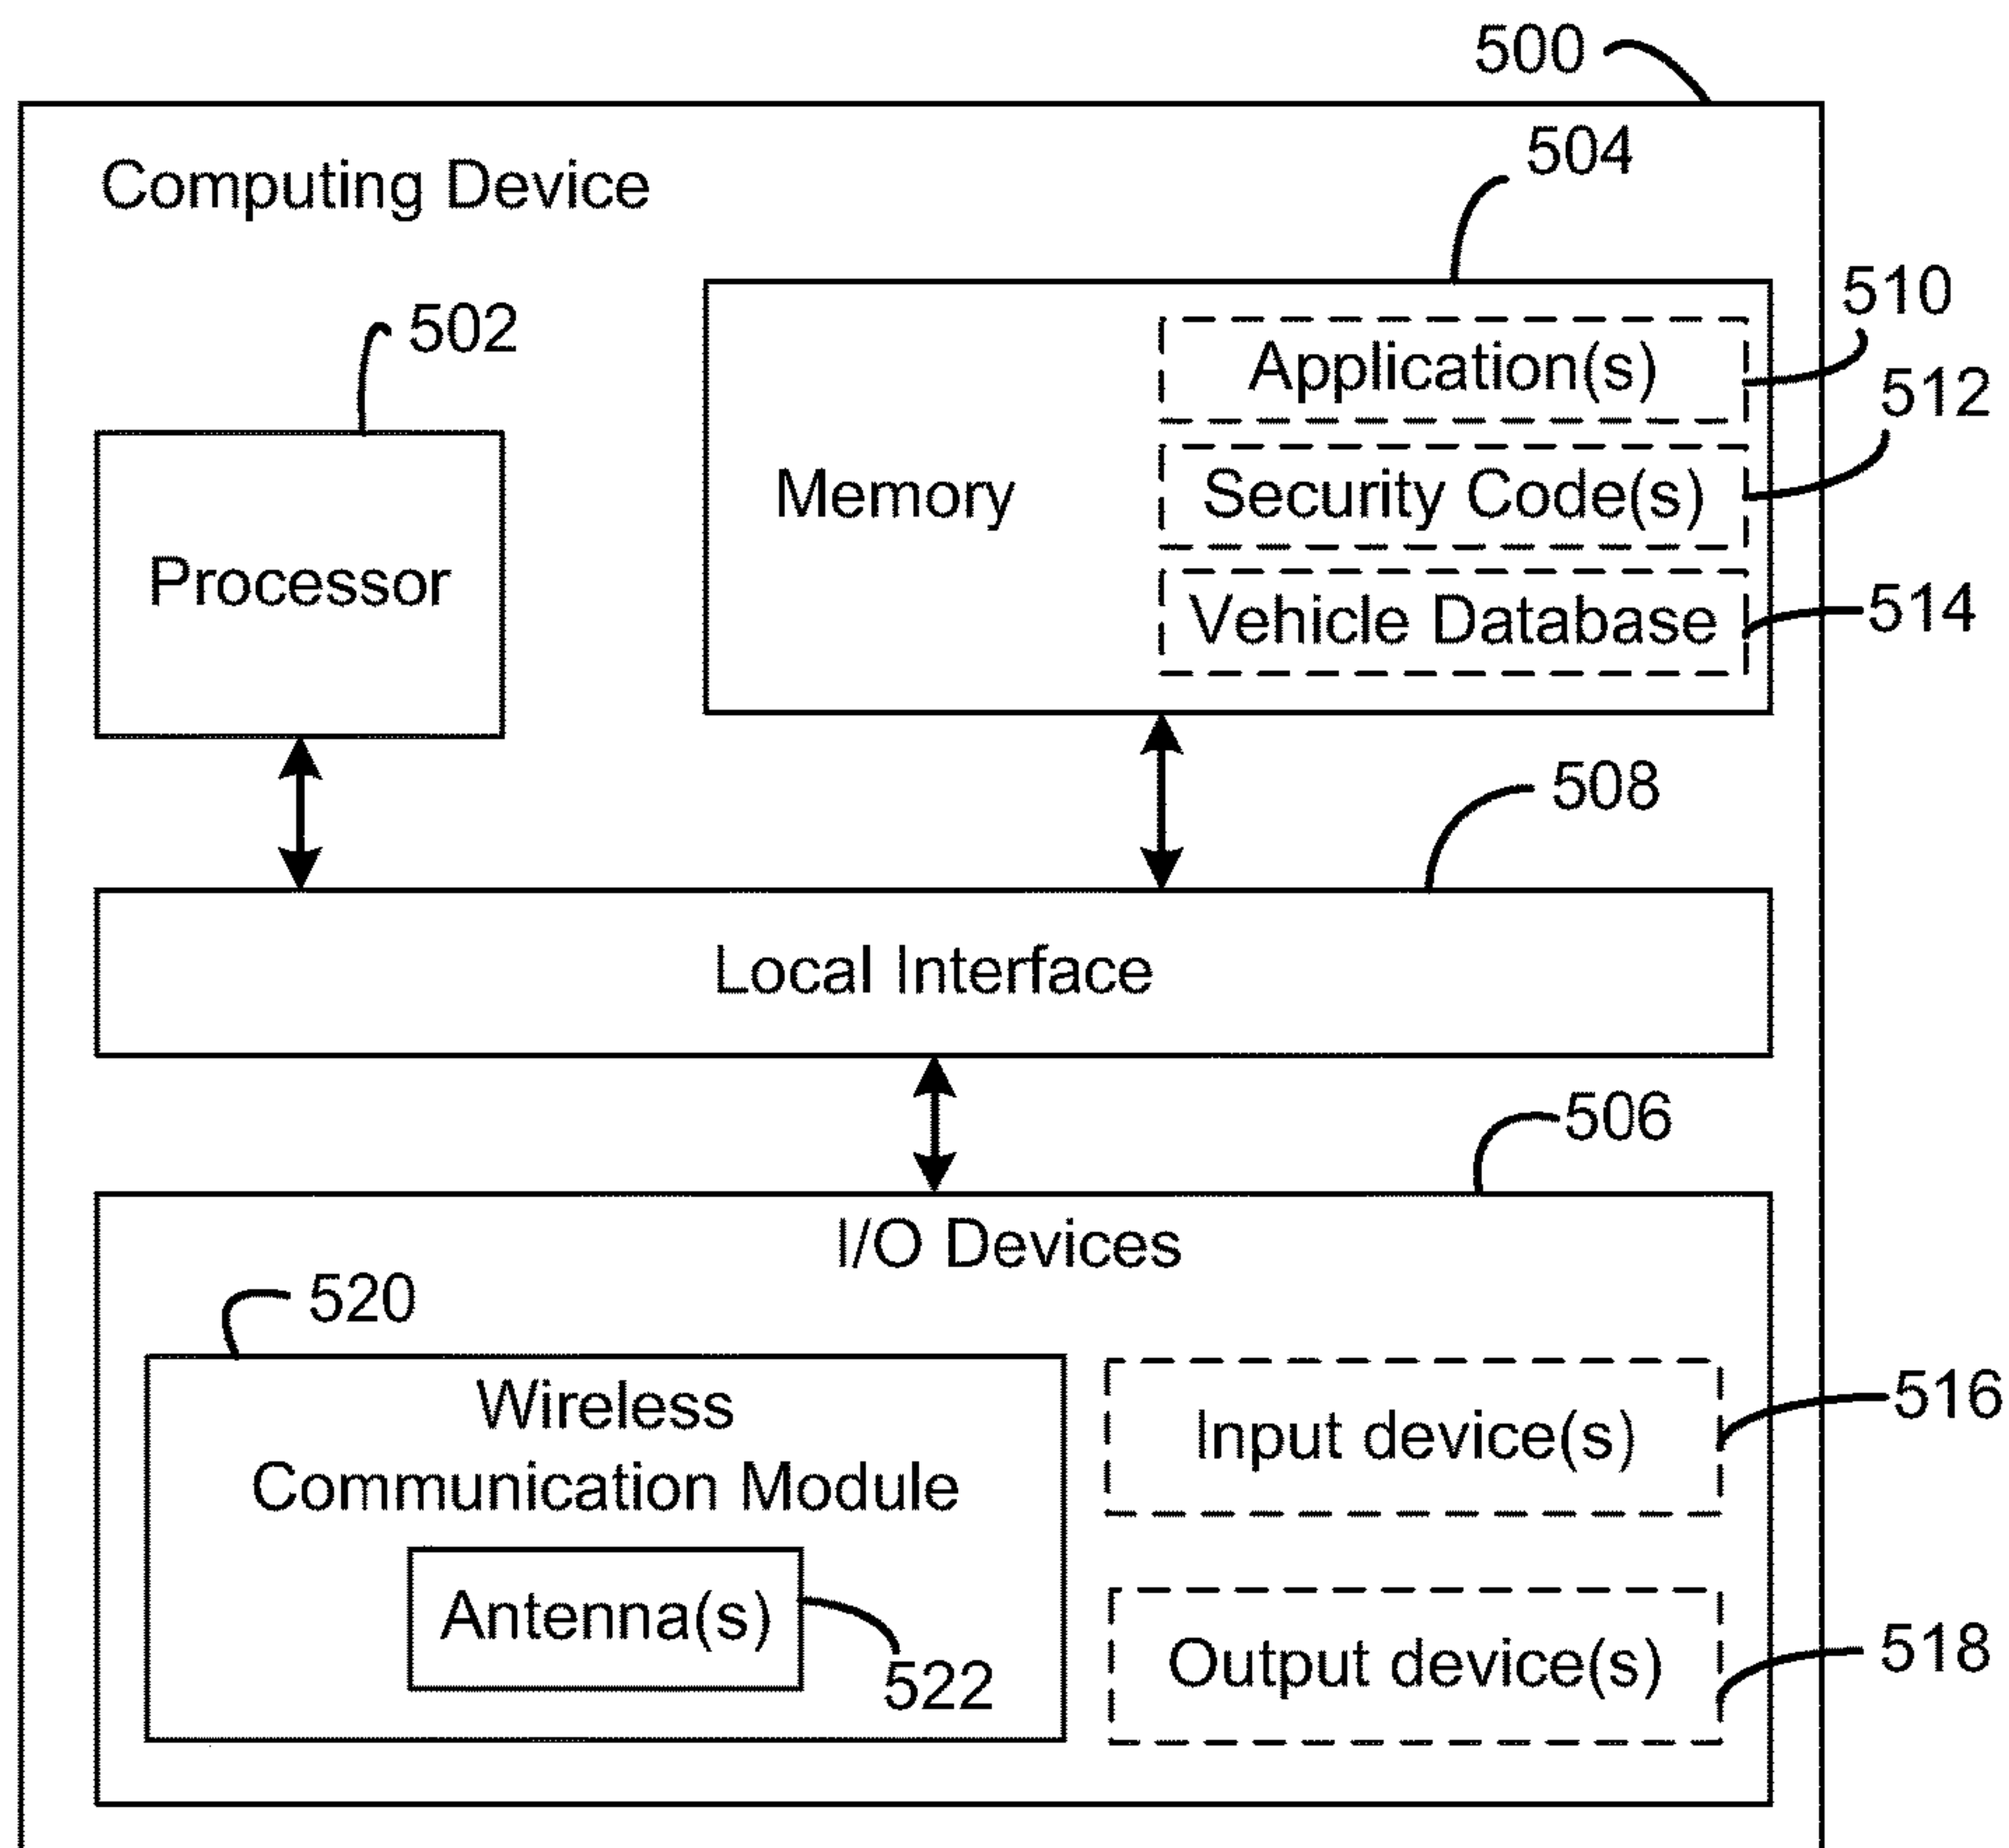 500
Computing Device
504
502
510
Application(s)
512
Memory
Security Code(s)
Processor
Vehicle Database
514
508
Local Interface
506
I/O Devices
520
Wireless
Communication Module
516
Input device(s)
Antenna(s)
522
Output device(s)
518